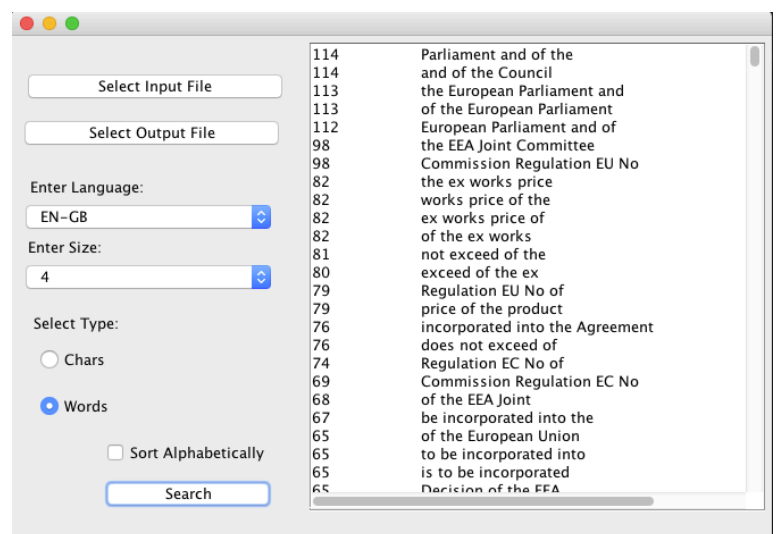 Select Input File
Select Output File
Enter Language:
EN-GB
Enter Size:
4
Select Type:
Chars
Words
Sort Alphabetically
Search
114 Parliament and of the
114 and of the Council
113 the European Parliament and
113 of the European Parliament
112 European Parliament and of
98 the EEA Joint Committee
98 Commission Regulation EU No
82 the ex works price
82 works price of the
82 ex works price of
82 of the ex works
81 not exceed of the
80 exceed of the ex
79 Regulation EU No of
79 price of the product
76 incorporated into the Agreement
76 does not exceed of
74 Regulation EC No of
69 Commission Regulation EC No
68 of the EEA Joint
67 be incorporated into the
65 of the European Union
65 to be incorporated into
65 is to be incorporated
65 Decision of the EEA